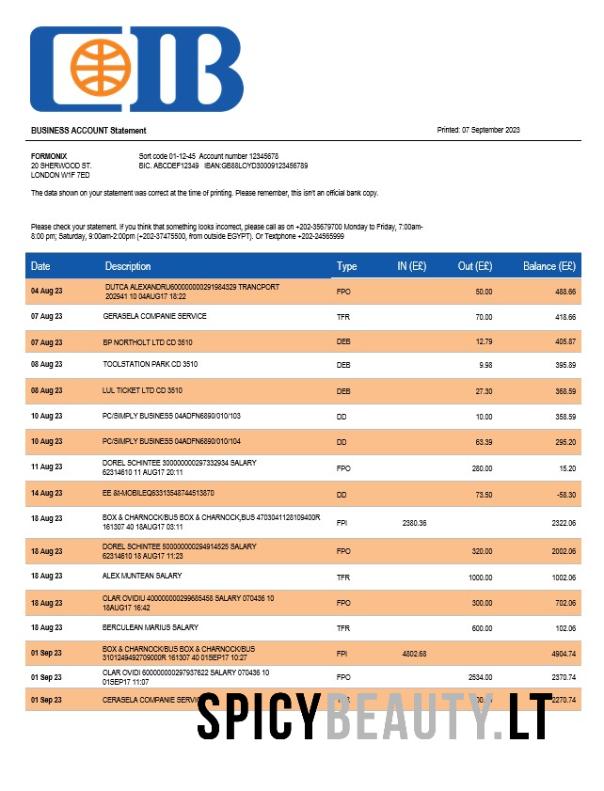 CIB
BUSINESS ACCOUNT Statement Printed: 07 September 2023
FORMONIX Sort code 01-12-45 Account number 12345678
20 SHERWOOD ST. BIC. ABCDEF12349 IBAN:GB88LOYD30009123456789
LONDON W1F 7ED
The data shown on your statement was correct at the time of printing. Please remember, this isn't an official bank copy.
Please check your statement. If you think that something looks incorrect, please call as on +202-35679700 Monday to Friday, 7:00am-
8:00 pm; Saturday, 9:00am-2:00pm (+202-37475500, from outside EGYPT). Or Textphone +202-24565999
Date Description Type IN (E£) Out (E£) Balance (E£)
04 Aug 23 DUTCA ALEXANDRU600000000291984329 TRANCPORT
202941 10 04AUG17 18:22 FPO 50.00 488.66
07 Aug 23 GERASELA COMPANIE SERVICE TFR 70.00 418.66
07 Aug 23 BP NORTHOLT LTD CD 3510 DEB 12.79 405.87
08 Aug 23 TOOLSTATION PARK CD 3510 DEB 9.98 395.89
08 Aug 23 LUL TICKET LTD CD 3510 DEB 27.30 368.59
10 Aug 23 PC/SIMPLY BUSINESS 04ADFN6890/010/103 DD 10.00 358.59
10 Aug 23 PC/SIMPLY BUSINESS 04ADFN6890/010/104 DD 63.39 295.20
11 Aug 23 DOREL SCHINTEE 300000000297332934 SALARY
62314610 11 AUG17 20:11 FPO 280.00 15.20
14 Aug 23 EE &I-MOBILEQ63313548744513870 DD 73.50 -58.30
18 Aug 23 BOX & CHARNOCK/BUS BOX & CHARNOCK,BUS 4703041128109400R
161307 40 18AUG17 03:11 FPI 2380.36 2322.06
18 Aug 23 DOREL SCHINTEE 500000000294914525 SALARY
62314610 18 AUG17 11:23 FPO 320.00 2002.06
18 Aug 23 ALEX MUNTEAN SALARY TFR 1000.00 1002.06
18 Aug 23 OLAR OVIDIU 400000000299685458 SALARY 070436 10
18AUG17 16:42 FPO 300.00 702.06
18 Aug 23 BERCULEAN MARIUS SALARY TFR 600.00 102.06
01 Sep 23 BOX & CHARNOCK/BUS BOX & CHARNOCK/BUS
3101249492709000R 161307 40 01SEP17 10:27 FPI 4802.68 4904.74
01 Sep 23 OLAR OVIDI 600000000297937622 SALARY 070436 10
01SEP17 11:07 FPO 2534.00 2370.74
01 Sep 23 CERASELA COMPANIE 2270.74
SPICYBEAUTY.LT